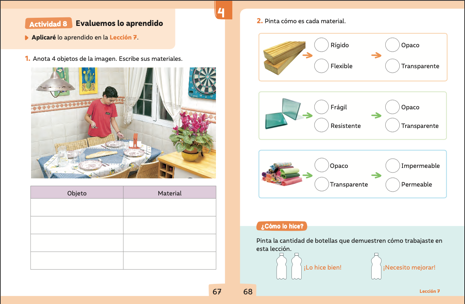 4
Actividad 8 Evaluemos lo aprendido
Aplicaré lo aprendido en la Lección 7.
1. Anota 4 objetos de la imagen. Escribe sus materiales.
Objeto Material
67
2. Pinta cómo es cada material.
Rígido Opaco
Flexible Transparente
Frágil Opaco
Resistente Transparente
Opaco Impermeable
Transparente Permeable
¿Cómo lo hice?
Pinta la cantidad de botellas que demuestren cómo trabajaste en
esta lección.
¡Lo hice bien! ¡Necesito mejorar!
68 Lección 7